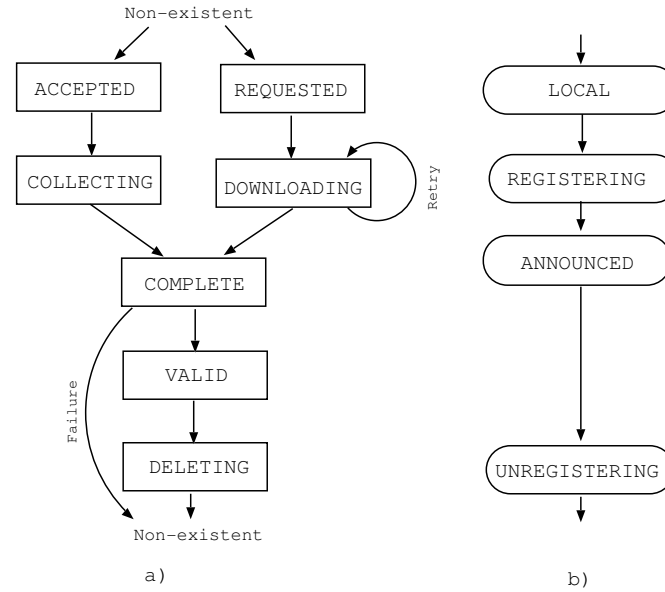 Non-existent
ACCEPTED
REQUESTED
COLLECTING
DOWNLOADING
Retry
COMPLETE
Failure
VALID
DELETING
Non-existent
a)
LOCAL
REGISTERING
ANNOUNCED
UNREGISTERING
b)